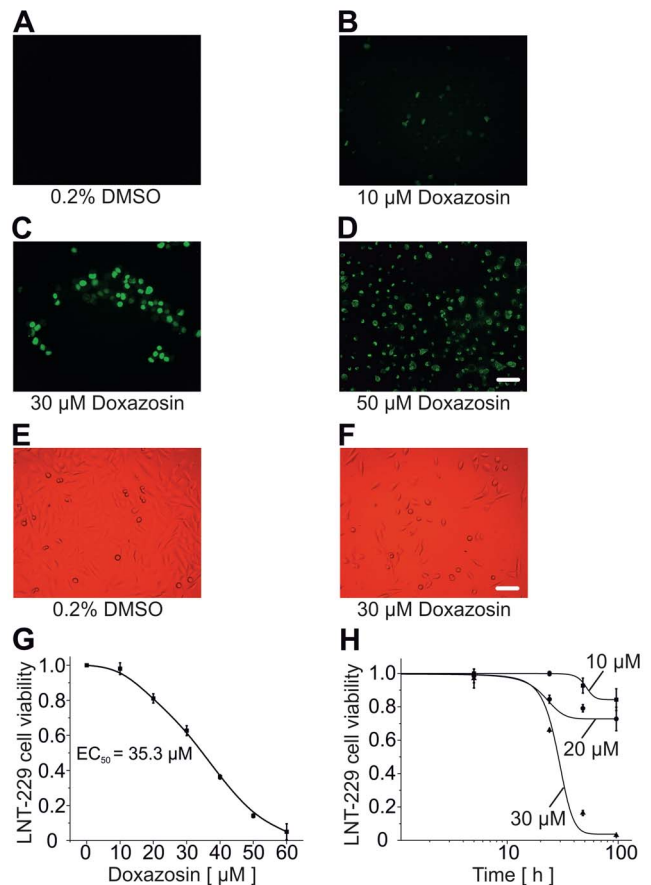 A
B
0.2% DMSO
10 µM Doxazosin
C
D
30 µM Doxazosin
50 µM Doxazosin
E
F
0.2% DMSO
30 µM Doxazosin
G
H
LNT-229 cell viability
1.0
0.8
0.6
0.4
0.2
0
EC50 = 35.3 µM
0 10 20 30 40 50 60
Doxazosin [ µM]
LNT-229 cell viability
1.0
0.8
0.6
0.4
0.2
0
10 µM
20 µM
30 µM
10 100
Time [ h]